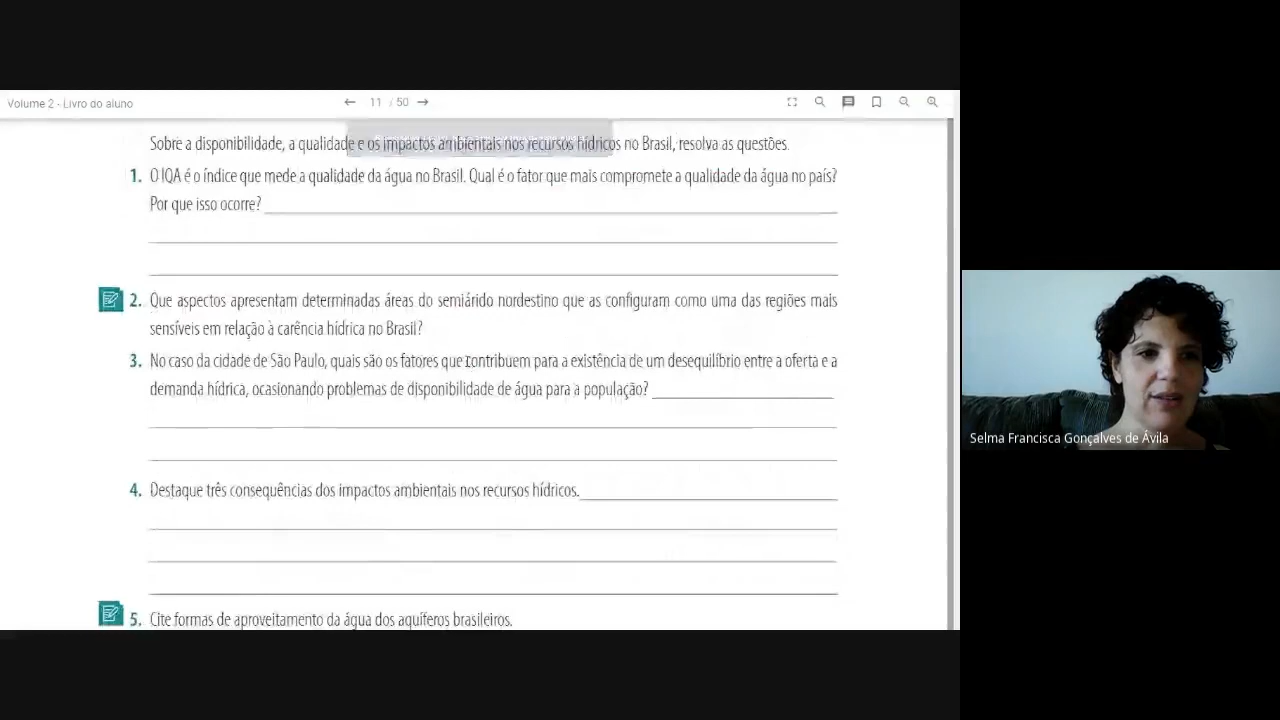 Volume 2 - Livro do aluno
11 / 50
Sobre a disponibilidade, a qualidade e os impactos ambientais nos recursos hídricos no Brasil, resolva as questões.
1. O IQA é o índice que mede a qualidade da água no Brasil. Qual é o fator que mais compromete a qualidade da água no país?
Por que isso ocorre?
2. Que aspectos apresentam determinadas áreas do semiárido nordestino que as configuram como uma das regiões mais
sensíveis em relação à carência hídrica no Brasil?
3. No caso da cidade de São Paulo, quais são os fatores que contribuem para a existência de um desequilíbrio entre a oferta e a
demanda hídrica, ocasionando problemas de disponibilidade de água para a população?
4. Destaque três consequências dos impactos ambientais nos recursos hídricos.
5. Cite formas de aproveitamento da água dos aquíferos brasileiros.
Selma Francisca Gonçalves de Ávila